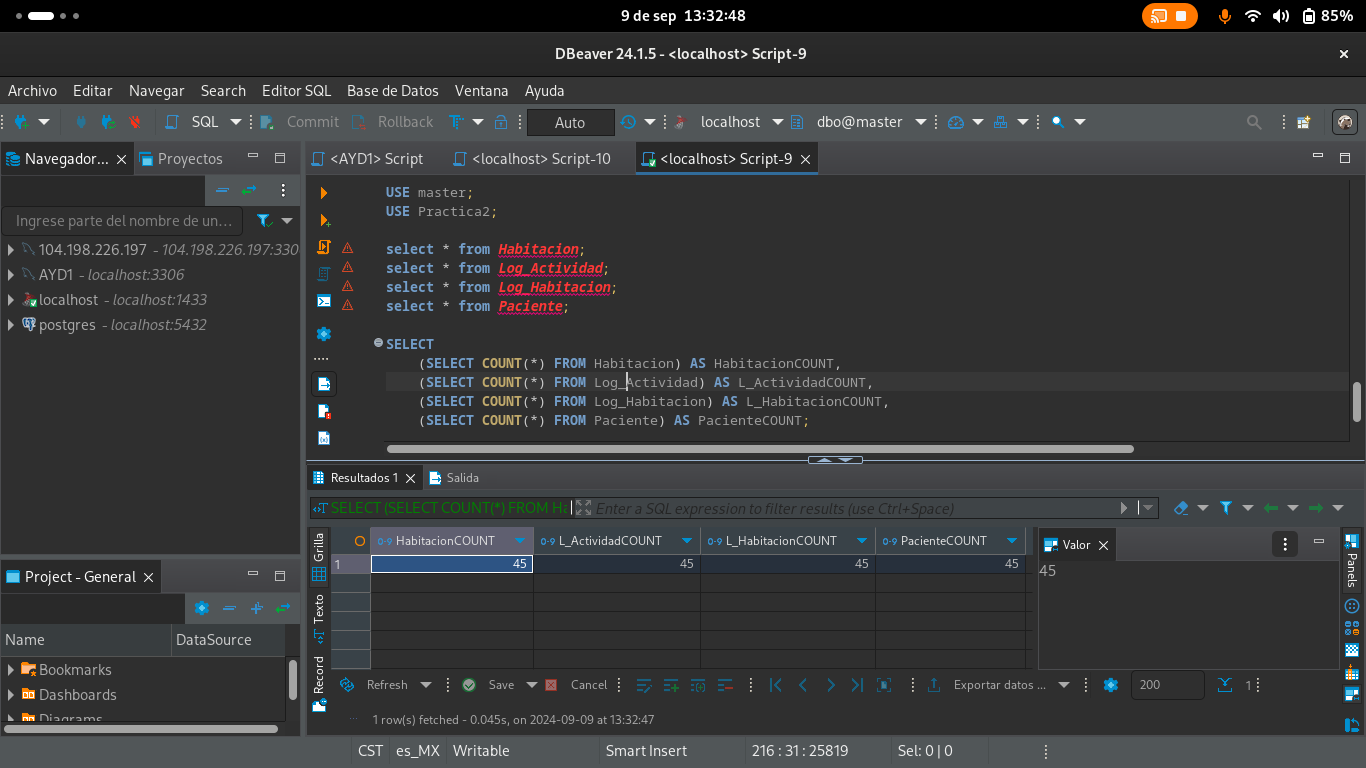 9 de sep 13:32:48
85%
DBeaver 24.1.5 - <localhost> Script-9
Archivo Editar Navegar Search Editor SQL Base de Datos Ventana Ayuda
SQL Commit Rollback Auto localhost dbo@master
Navegador... Proyectos
<AYD1> Script <localhost> Script-10 <localhost> Script-9
Ingrese parte del nombre de un...
104.198.226.197 - 104.198.226.197:330
AYD1 - localhost:3306
localhost - localhost:1433
postgres - localhost:5432
USE master;
USE Practica2;
select * from Habitacion;
select * from Log_Actividad;
select * from Log_Habitacion;
select * from Paciente;
SELECT
(SELECT COUNT(*) FROM Habitacion) AS HabitacionCOUNT,
(SELECT COUNT(*) FROM Log_Actividad) AS L_ActividadCOUNT,
(SELECT COUNT(*) FROM Log_Habitacion) AS L_HabitacionCOUNT,
(SELECT COUNT(*) FROM Paciente) AS PacienteCOUNT;
Resultados 1 Salida
SELECT (SELECT COUNT(*) FROM Ha Enter a SQL expression to filter results (use Ctrl+Space)
Grilla
Texto
Record
HabitacionCOUNT L_ActividadCOUNT L_HabitacionCOUNT PacienteCOUNT
1 45 45 45 45
Valor
45
Panels
Project - General
Name DataSource
Bookmarks
Dashboards
Diagrams
Refresh Save Cancel Exportar datos ... 200 1
1 row(s) fetched - 0.045s, on 2024-09-09 at 13:32:47
CST es_MX Writable Smart Insert 216 : 31 : 25819 Sel: 0 | 0